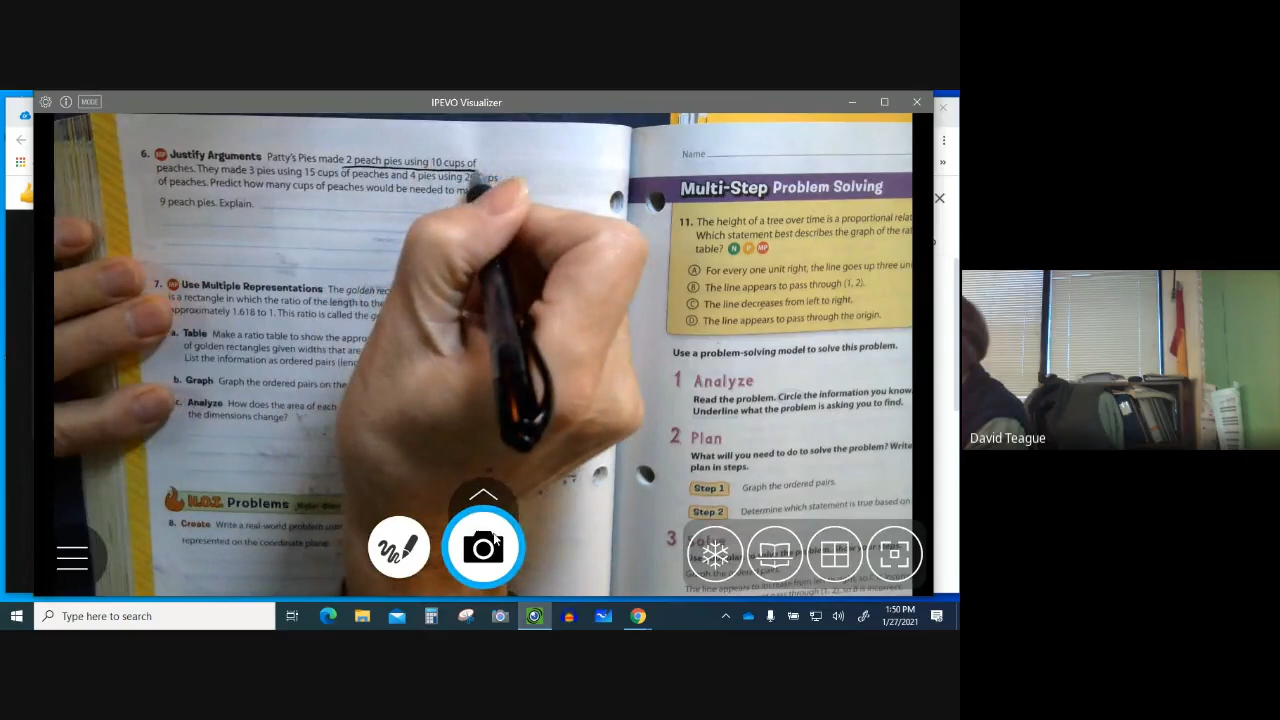 IPEVO Visualizer
MODE
6. MP Justify Arguments Patty's Pies made 2 peach pies using 10 cups of
peaches. They made 3 pies using 15 cups of peaches and 4 pies using
of peaches. Predict how many cups of peaches would be needed to
9 peach pies. Explain.
7. MP Use Multiple Representations The golden
is a rectangle in which the ratio of the length to the
approximately 1.618 to 1. This ratio is called the
a. Table Make a ratio table to show the
of golden rectangles given widths that are
List the information as ordered pairs
b. Graph Graph the ordered pairs on the
c. Analyze How does the area of each
the dimensions change?
H.O.T. Problems Higher Order
8. Create Write a real-world problem
represented on the coordinate plane.
Name
Multi-Step Problem Solving
11. The height of a tree over time is a proportional
Which statement best describes the graph of the
table? N P MP
A For every one unit right, the line goes up three
B The line appears to pass through (1, 2).
C The line decreases from left to right.
D The line appears to pass through the origin.
Use a problem-solving model to solve this problem.
1 Analyze
Read the problem. Circle the information you know.
Underline what the problem is asking you to find.
2 Plan
What will you need to do to solve the problem? Write
plan in steps.
Step 1 Graph the ordered pairs.
Step 2 Determine which statement is true based on
3 Solve
Graph the ordered pairs.
David Teague
Type here to search
1:50 PM
1/27/2021